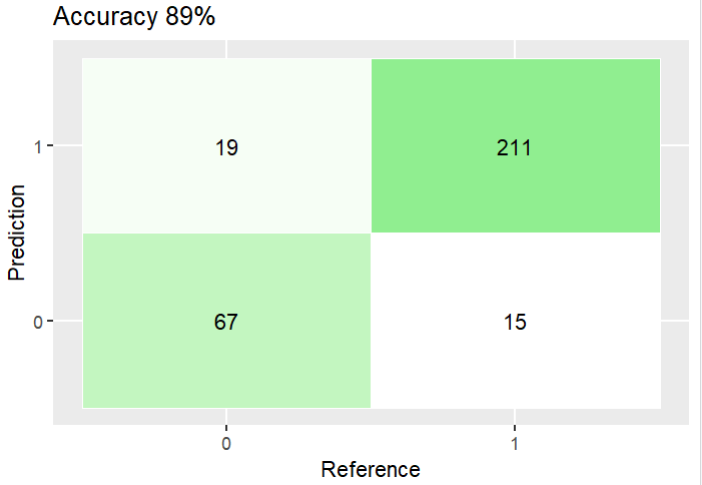 Accuracy 89%
Prediction
1
19
211
0
67
15
0
1
Reference